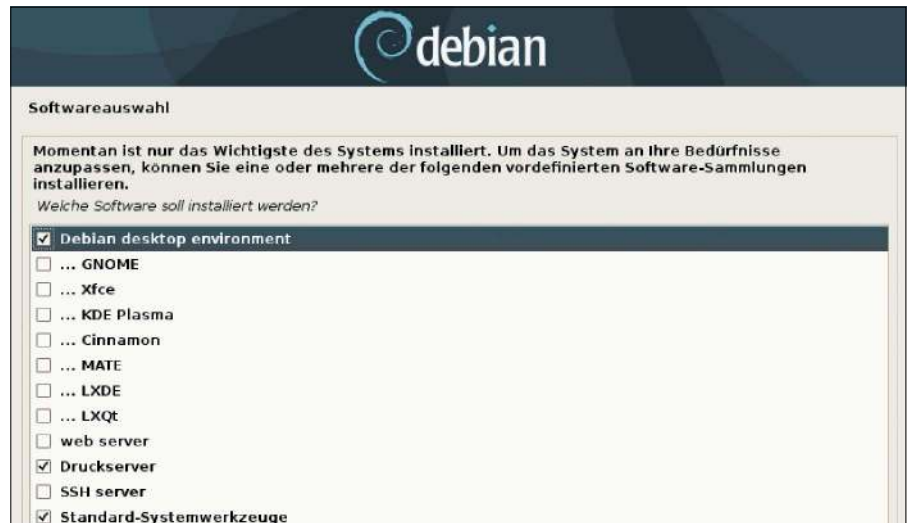 debian
Softwareauswahl
Momentan ist nur das Wichtigste des Systems installiert. Um das System an Ihre Bedürfnisse
anzupassen, können Sie eine oder mehrere der folgenden vordefinierten Software-Sammlungen
installieren.
Welche Software soll installiert werden?
Debian desktop environment
... GNOME
... Xfce
... KDE Plasma
... Cinnamon
... MATE
... LXDE
... LXQt
web server
Druckserver
SSH server
Standard-Systemwerkzeuge